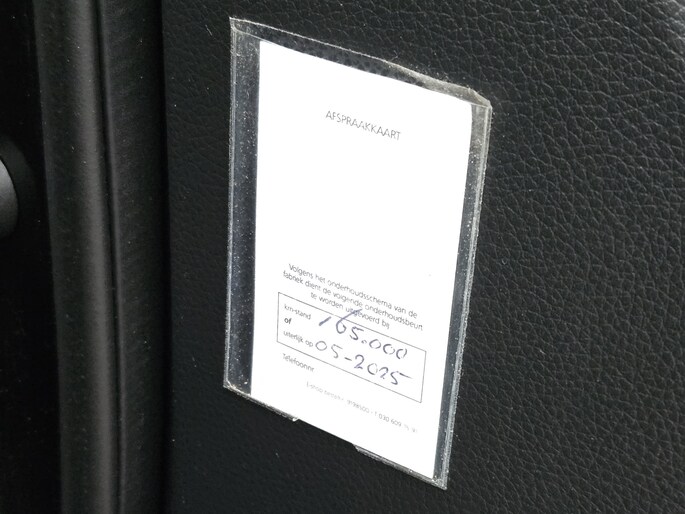 AFSPRAAKKAART
Volgens het onderhoudsschema van de
fabriek dient de volgende onderhoudsbeurt
te worden uitgevoerd bij
km-stand 165.000
of
uiterlijk op 05-2025
Telefoonnr.